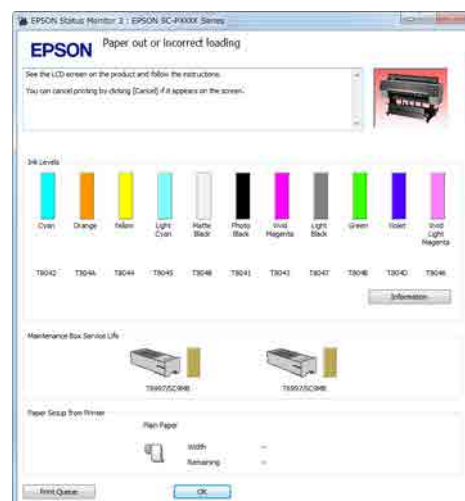 EPSON Status Monitor 3 : EPSON SC-PXXXX Series
EPSON
Paper out or incorrect loading
See the LCD screen on the product and follow the instructions.
You can cancel printing by clicking [Cancel] if it appears on the screen.
Ink Levels
Cyan Orange Yellow Light Cyan Matte Black Photo Black Vivid Magenta Light Black Green Violet Vivid Light Magenta
T8042 T804A T8044 T8045 T8048 T8041 T8043 T8047 T804B T804D T8046
Information
Maintenance Box Service Life
T6997/SC9MB T6997/SC9MB
Paper Setup from Printer
Plain Paper
Width --
Remaining --
Print Queue OK